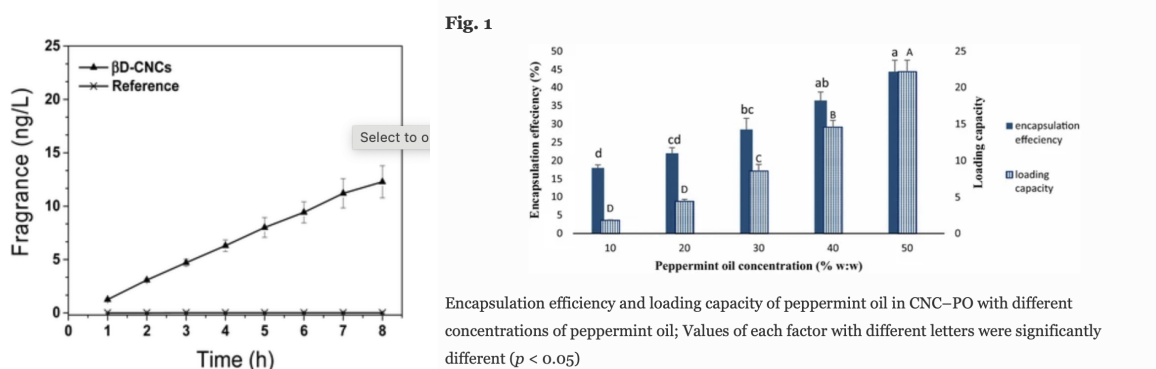 25
20
15
10
5
0
Fragrance (ng/L)
βD-CNCs
Reference
Select to o
0 1 2 3 4 5 6 7 8
Time (h)
Fig. 1
50
45
40
35
30
25
20
15
10
5
0
Encapsulation effeciency (%)
d
D
cd
D
bc
C
ab
B
a
A
10 20 30 40 50
Peppermint oil concentration (% w:w)
25
20
15
10
5
0
Loading capacity
encapsulation
effeciency
loading
capacity
Encapsulation efficiency and loading capacity of peppermint oil in CNC–PO with different
concentrations of peppermint oil; Values of each factor with different letters were significantly
different (p < 0.05)